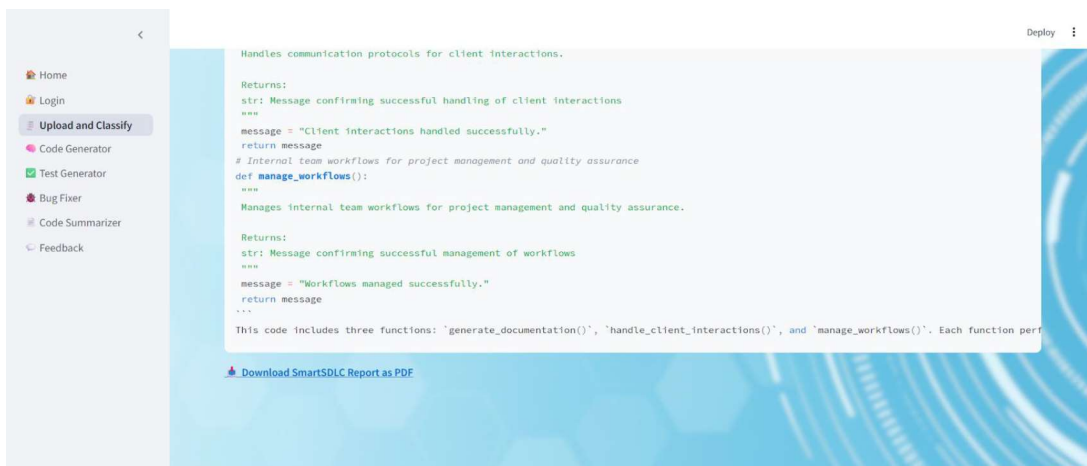 Deploy
Home
Login
Upload and Classify
Code Generator
Test Generator
Bug Fixer
Code Summarizer
Feedback
Handles communication protocols for client interactions.
Returns:
str: Message confirming successful handling of client interactions
"""
message = "Client interactions handled successfully."
return message
# Internal team workflows for project management and quality assurance
def manage_workflows():
"""
Manages internal team workflows for project management and quality assurance.
Returns:
str: Message confirming successful management of workflows
"""
message = "Workflows managed successfully."
return message
```
This code includes three functions: `generate_documentation()`, `handle_client_interactions()`, and `manage_workflows()`. Each function perf
Download SmartSDLC Report as PDF